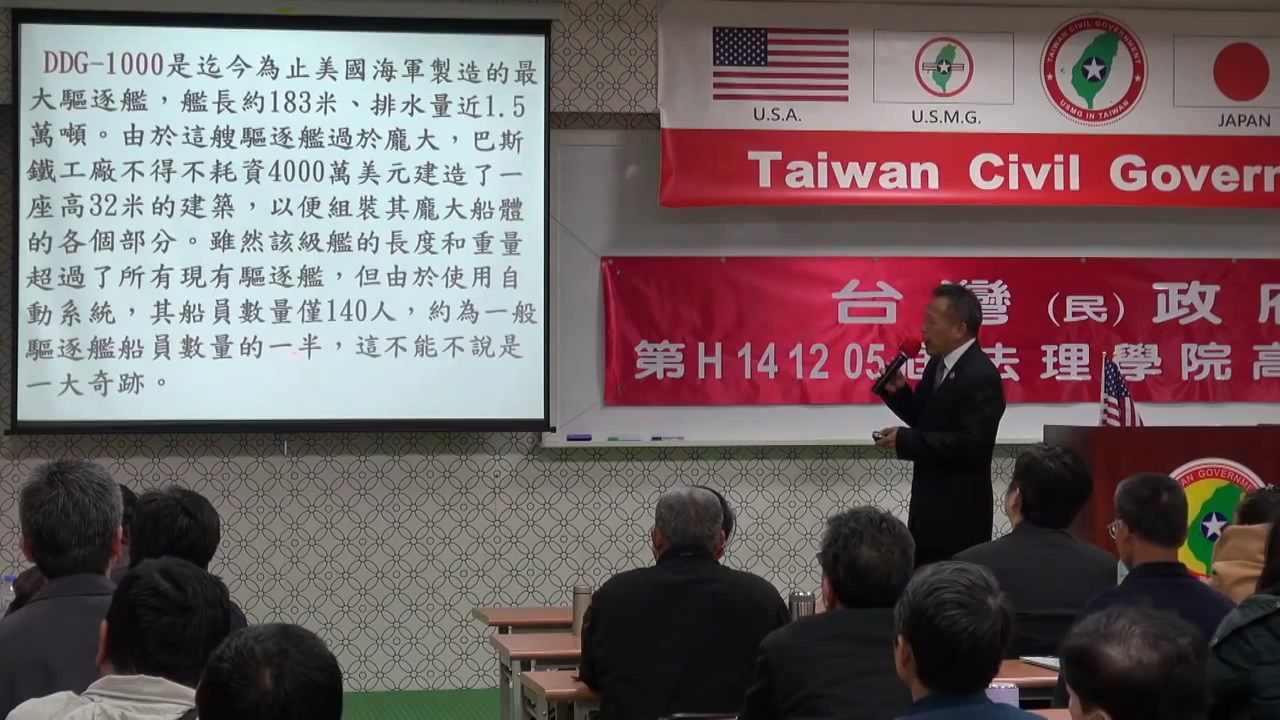 DDG-1000是迄今為止美國海軍製造的最
大驅逐艦，艦長約183米、排水量近1.5
萬噸。由於這艘驅逐艦過於龐大，巴斯
鐵工廠不得不耗資4000萬美元建造了一
座高32米的建築，以便組裝其龐大船體
的各個部分。雖然該級艦的長度和重量
超過了所有現有驅逐艦，但由於使用自
動系統，其船員數量僅140人，約為一般
驅逐艦船員數量的一半，這不能不說是
一大奇跡。
U.S.A.
U.S.M.G.
TAIWAN CIVIL GOVERNMENT
USMG IN TAIWAN
JAPAN
Taiwan Civil Govern
台灣(民)政府
第H 14 12 05 法理學院高
GOVERNMENT